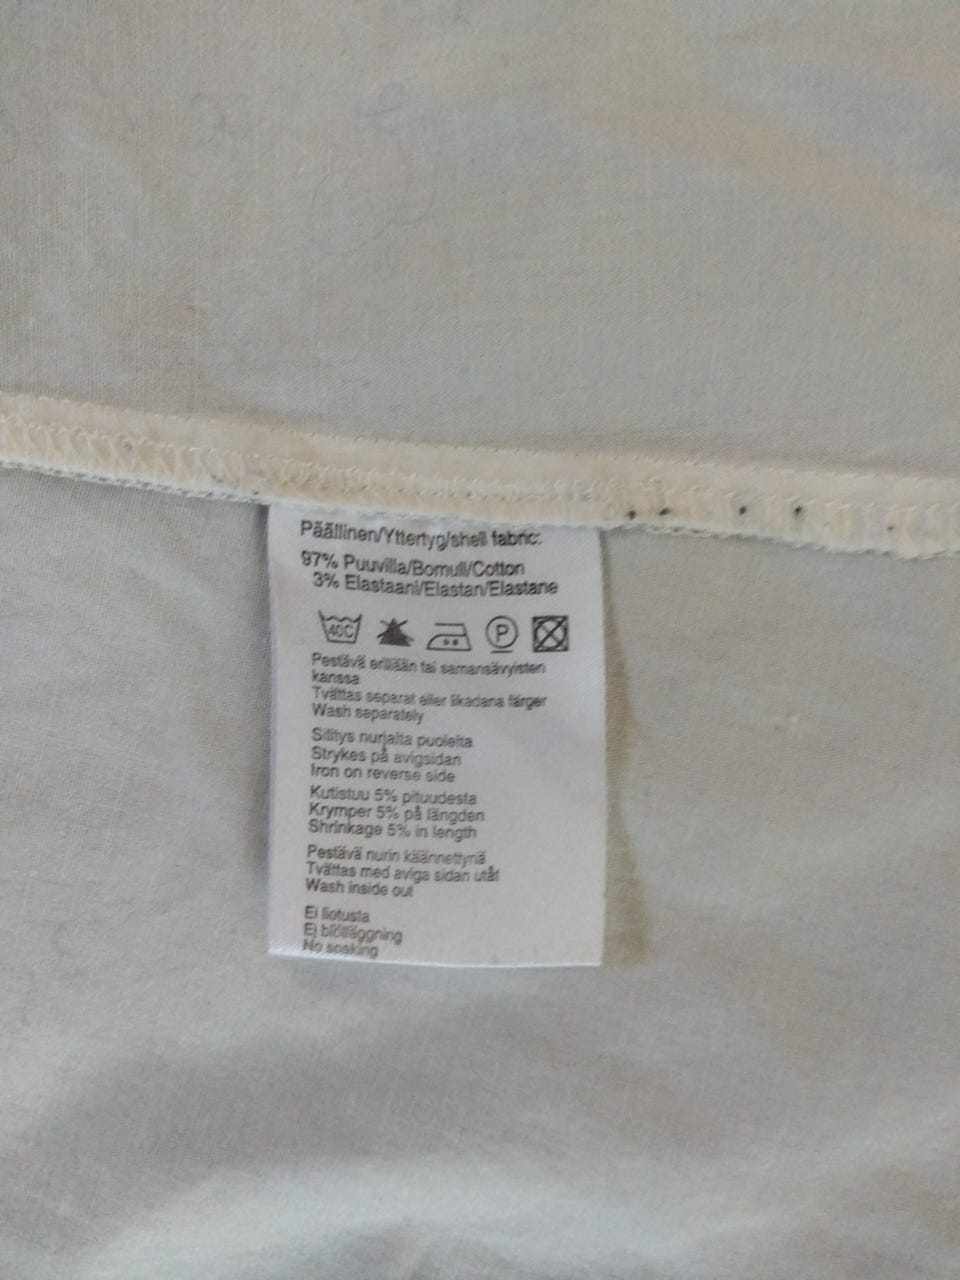 Päällinen/Yttertyg/shell fabric:
97% Puuvilla/Bomull/Cotton
3% Elastaani/Elastan/Elastane
40C P
Pestävä erillään tai samansävyisten
kanssa
Tvättas separat eller likadana färger
Wash separately
Silitys nurjalta puolelta
Strykes på avigsidan
Iron on reverse side
Kutistuu 5% pituudesta
Krymper 5% på längden
Shrinkage 5% in length
Pestävä nurin käännettynä
Tvättas med aviga sidan utåt
Wash inside out
Ei liotusta
Ej blötläggning
No soaking